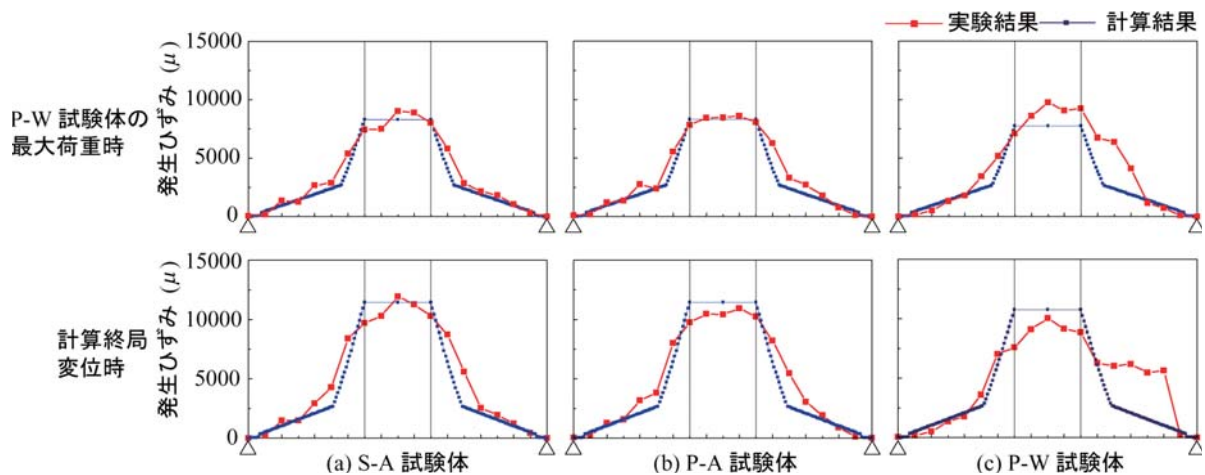 実験結果 計算結果
P-W 試験体の
最大荷重時
発生ひずみ (μ)
15000
10000
5000
0
計算終局
変位時
発生ひずみ (μ)
15000
10000
5000
0
(a) S-A 試験体 (b) P-A 試験体 (c) P-W 試験体